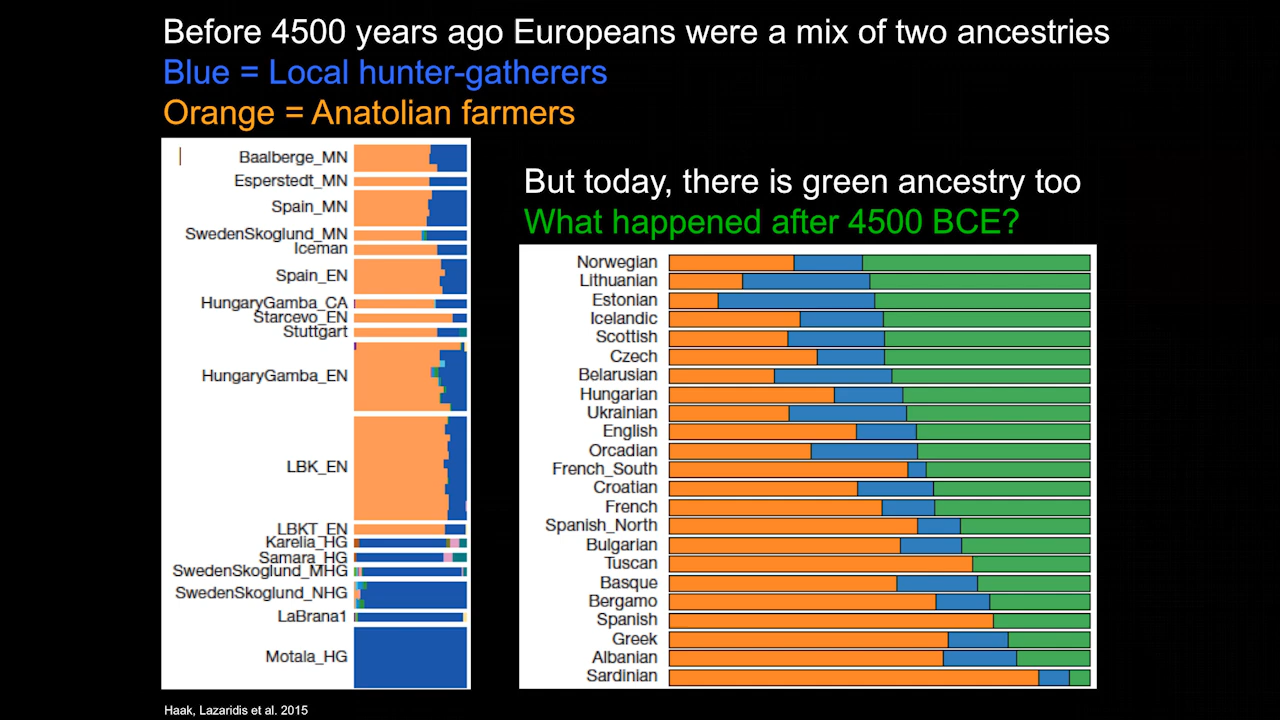 Before 4500 years ago Europeans were a mix of two ancestries
Blue = Local hunter-gatherers
Orange = Anatolian farmers
Baalberge_MN
Esperstedt_MN
Spain_MN
SwedenSkoglund_MN
Iceman
Spain_EN
HungaryGamba_CA
Starcevo_EN
Stuttgart
HungaryGamba_EN
LBK_EN
LBKT_EN
Karelia_HG
Samara_HG
SwedenSkoglund_MHG
SwedenSkoglund_NHG
LaBrana1
Motala_HG
But today, there is green ancestry too
What happened after 4500 BCE?
Norwegian
Lithuanian
Estonian
Icelandic
Scottish
Czech
Belarusian
Hungarian
Ukrainian
English
Orcadian
French_South
Croatian
French
Spanish_North
Bulgarian
Tuscan
Basque
Bergamo
Spanish
Greek
Albanian
Sardinian
Haak, Lazaridis et al. 2015